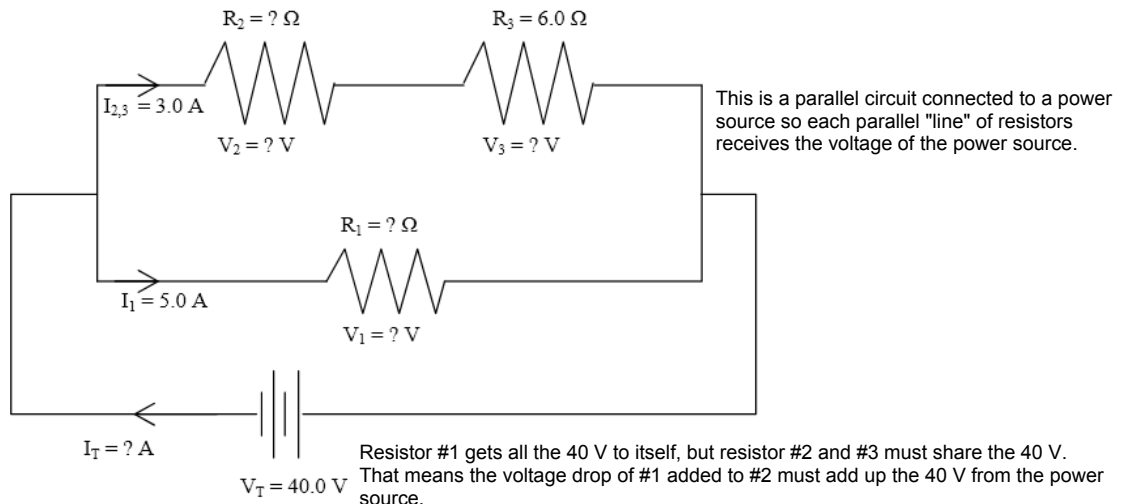 R₂ = ? Ω
R₃ = 6.0 Ω
I₂,₃ = 3.0 A
V₂ = ? V
V₃ = ? V
This is a parallel circuit connected to a power
source so each parallel "line" of resistors
receives the voltage of the power source.
R₁ = ? Ω
I₁ = 5.0 A
V₁ = ? V
I_T = ? A
V_T = 40.0 V
Resistor #1 gets all the 40 V to itself, but resistor #2 and #3 must share the 40 V.
That means the voltage drop of #1 added to #2 must add up the 40 V from the power
source.